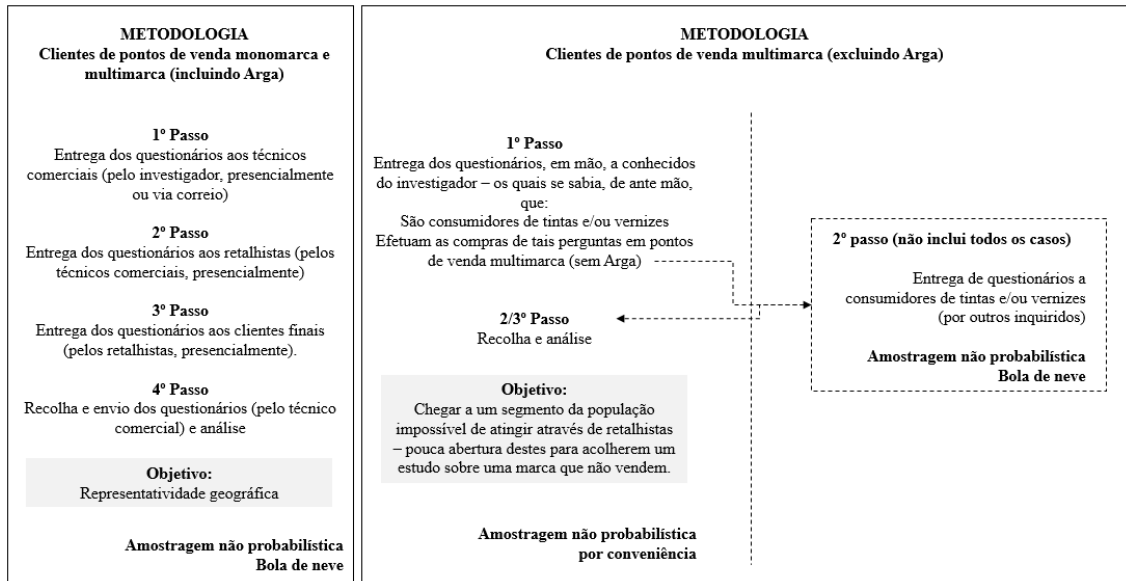 METODOLOGIA
Clientes de pontos de venda monomarca e
multimarca (incluindo Arga)
1º Passo
Entrega dos questionários aos técnicos
comerciais (pelo investigador, presencialmente
ou via correio)
2º Passo
Entrega dos questionários aos retalhistas (pelos
técnicos comerciais, presencialmente)
3º Passo
Entrega dos questionários aos clientes finais
(pelos retalhistas, presencialmente).
4º Passo
Recolha e envio dos questionários (pelo técnico
comercial) e análise
Objetivo:
Representatividade geográfica
Amostragem não probabilística
Bola de neve
METODOLOGIA
Clientes de pontos de venda multimarca (excluindo Arga)
1º Passo
Entrega dos questionários, em mão, a conhecidos
do investigador – os quais se sabia, de ante mão,
que:
São consumidores de tintas e/ou vernizes
Efetuam as compras de tais perguntas em pontos
de venda multimarca (sem Arga)
2/3º Passo
Recolha e análise
Objetivo:
Chegar a um segmento da população
impossível de atingir através de retalhistas
– pouca abertura destes para acolherem um
estudo sobre uma marca que não vendem.
Amostragem não probabilística
por conveniência
2º passo (não inclui todos os casos)
Entrega de questionários a
consumidores de tintas e/ou vernizes
(por outros inquiridos)
Amostragem não probabilística
Bola de neve